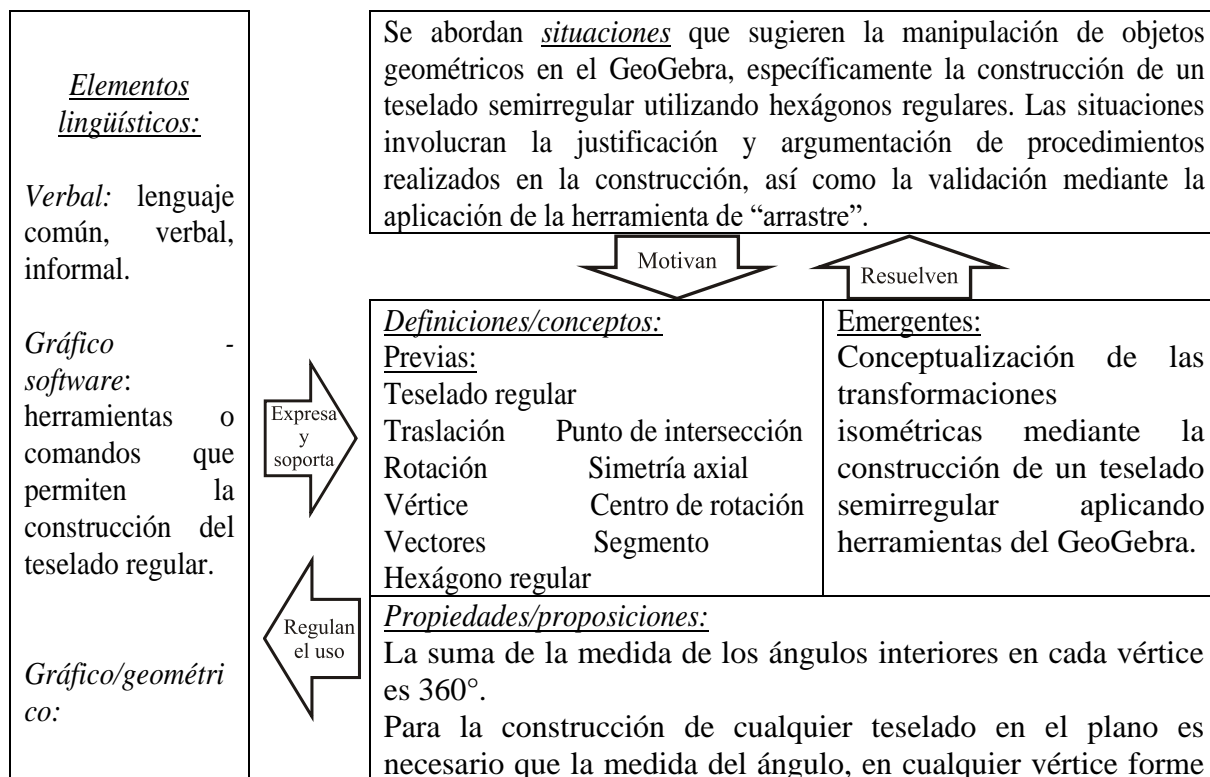 Elementos
lingüísticos:
Verbal: lenguaje
común, verbal,
informal.
Gráfico -
software:
herramientas o
comandos que
permiten la
construcción del
teselado regular.
Gráfico/geométri
co:
Se abordan situaciones que sugieren la manipulación de objetos
geométricos en el GeoGebra, específicamente la construcción de un
teselado semirregular utilizando hexágonos regulares. Las situaciones
involucran la justificación y argumentación de procedimientos
realizados en la construcción, así como la validación mediante la
aplicación de la herramienta de “arrastre”.
Motivan
Resuelven
Expresa
y
soporta
Regulan
el uso
Definiciones/conceptos:
Previas:
Teselado regular
Traslación Punto de intersección
Rotación Simetría axial
Vértice Centro de rotación
Vectores Segmento
Hexágono regular
Emergentes:
Conceptualización de las
transformaciones
isométricas mediante la
construcción de un teselado
semirregular aplicando
herramientas del GeoGebra.
Propiedades/proposiciones:
La suma de la medida de los ángulos interiores en cada vértice
es 360°.
Para la construcción de cualquier teselado en el plano es
necesario que la medida del ángulo, en cualquier vértice forme